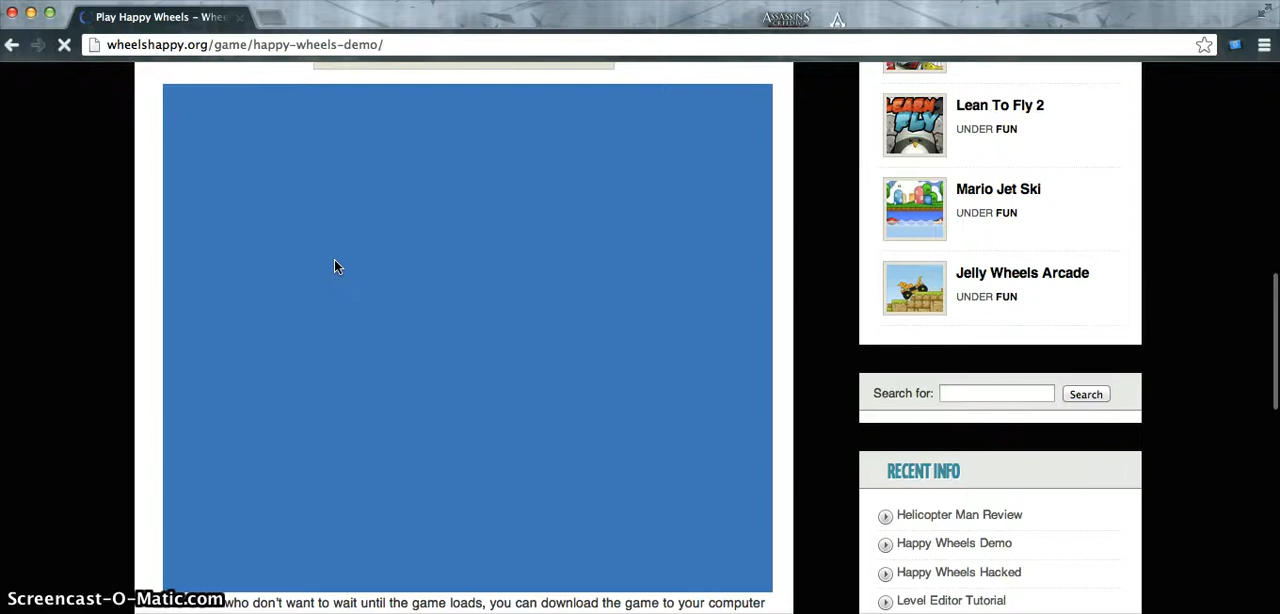 Play Happy Wheels – Whe
ASSASSINS
wheelshappy.org/game/happy-wheels-demo/
LEARN
FLY
Lean To Fly 2
UNDER FUN
Mario Jet Ski
UNDER FUN
Jelly Wheels Arcade
UNDER FUN
Search for:
Search
RECENT INFO
Helicopter Man Review
Happy Wheels Demo
Happy Wheels Hacked
Level Editor Tutorial
who don't want to wait until the game loads, you can download the game to your computer
Screencast-O-Matic.com